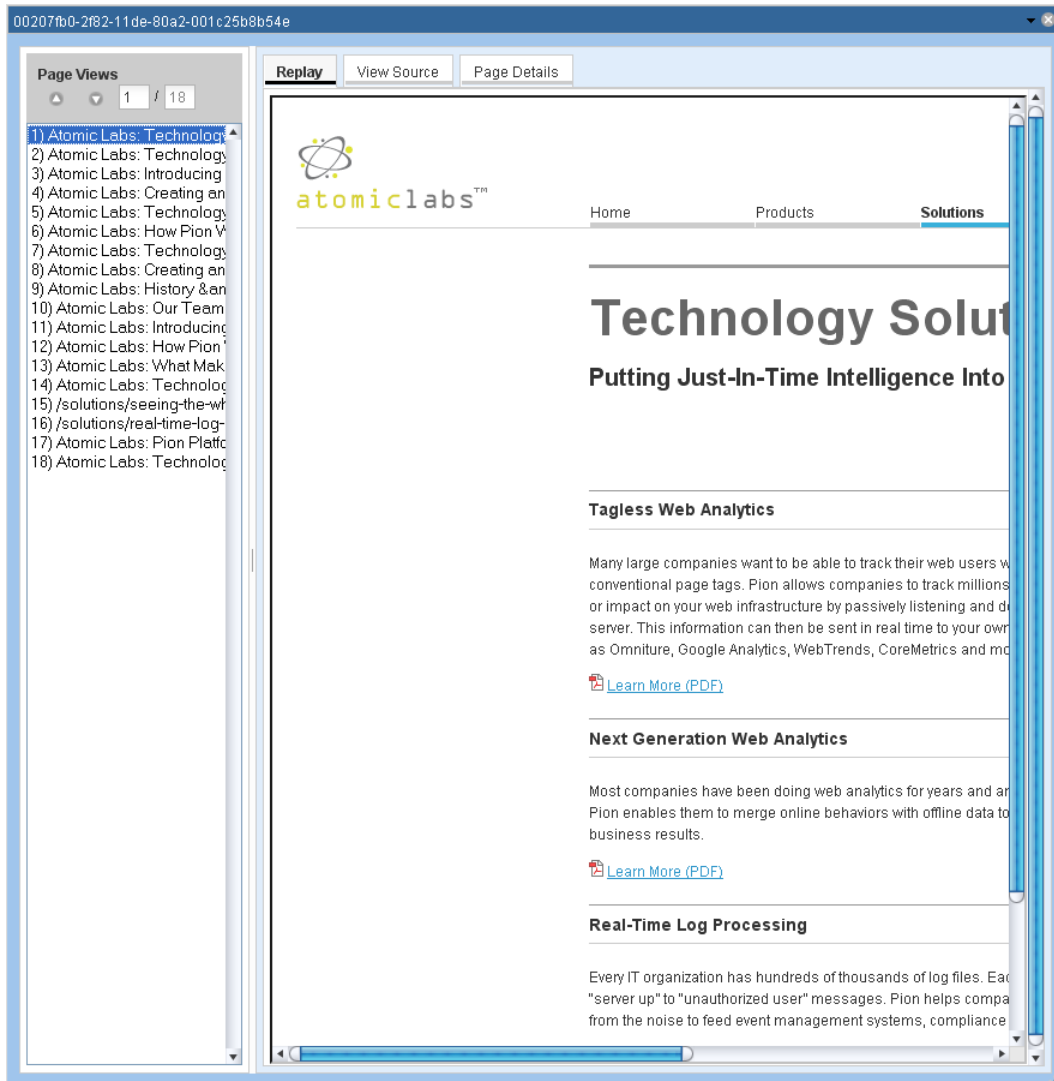 00207fb0-2f82-11de-80a2-001c25b8b54e
Page Views
1 / 18
1) Atomic Labs: Technology
2) Atomic Labs: Technology
3) Atomic Labs: Introducing
4) Atomic Labs: Creating an
5) Atomic Labs: Technology
6) Atomic Labs: How Pion
7) Atomic Labs: Technology
8) Atomic Labs: Creating an
9) Atomic Labs: History &an
10) Atomic Labs: Our Team
11) Atomic Labs: Introducing
12) Atomic Labs: How Pion
13) Atomic Labs: What Mak
14) Atomic Labs: Technolog
15) /solutions/seeing-the-wh
16) /solutions/real-time-log-
17) Atomic Labs: Pion Platfo
18) Atomic Labs: Technolog
Replay View Source Page Details
atomiclabs™
Home Products Solutions
Technology Solut
Putting Just-In-Time Intelligence Into
Tagless Web Analytics
Many large companies want to be able to track their web users w
conventional page tags. Pion allows companies to track millions
or impact on your web infrastructure by passively listening and de
server. This information can then be sent in real time to your own
as Omniture, Google Analytics, WebTrends, CoreMetrics and mo
Learn More (PDF)
Next Generation Web Analytics
Most companies have been doing web analytics for years and ar
Pion enables them to merge online behaviors with offline data to
business results.
Learn More (PDF)
Real-Time Log Processing
Every IT organization has hundreds of thousands of log files. Eac
"server up" to "unauthorized user" messages. Pion helps compa
from the noise to feed event management systems, compliance